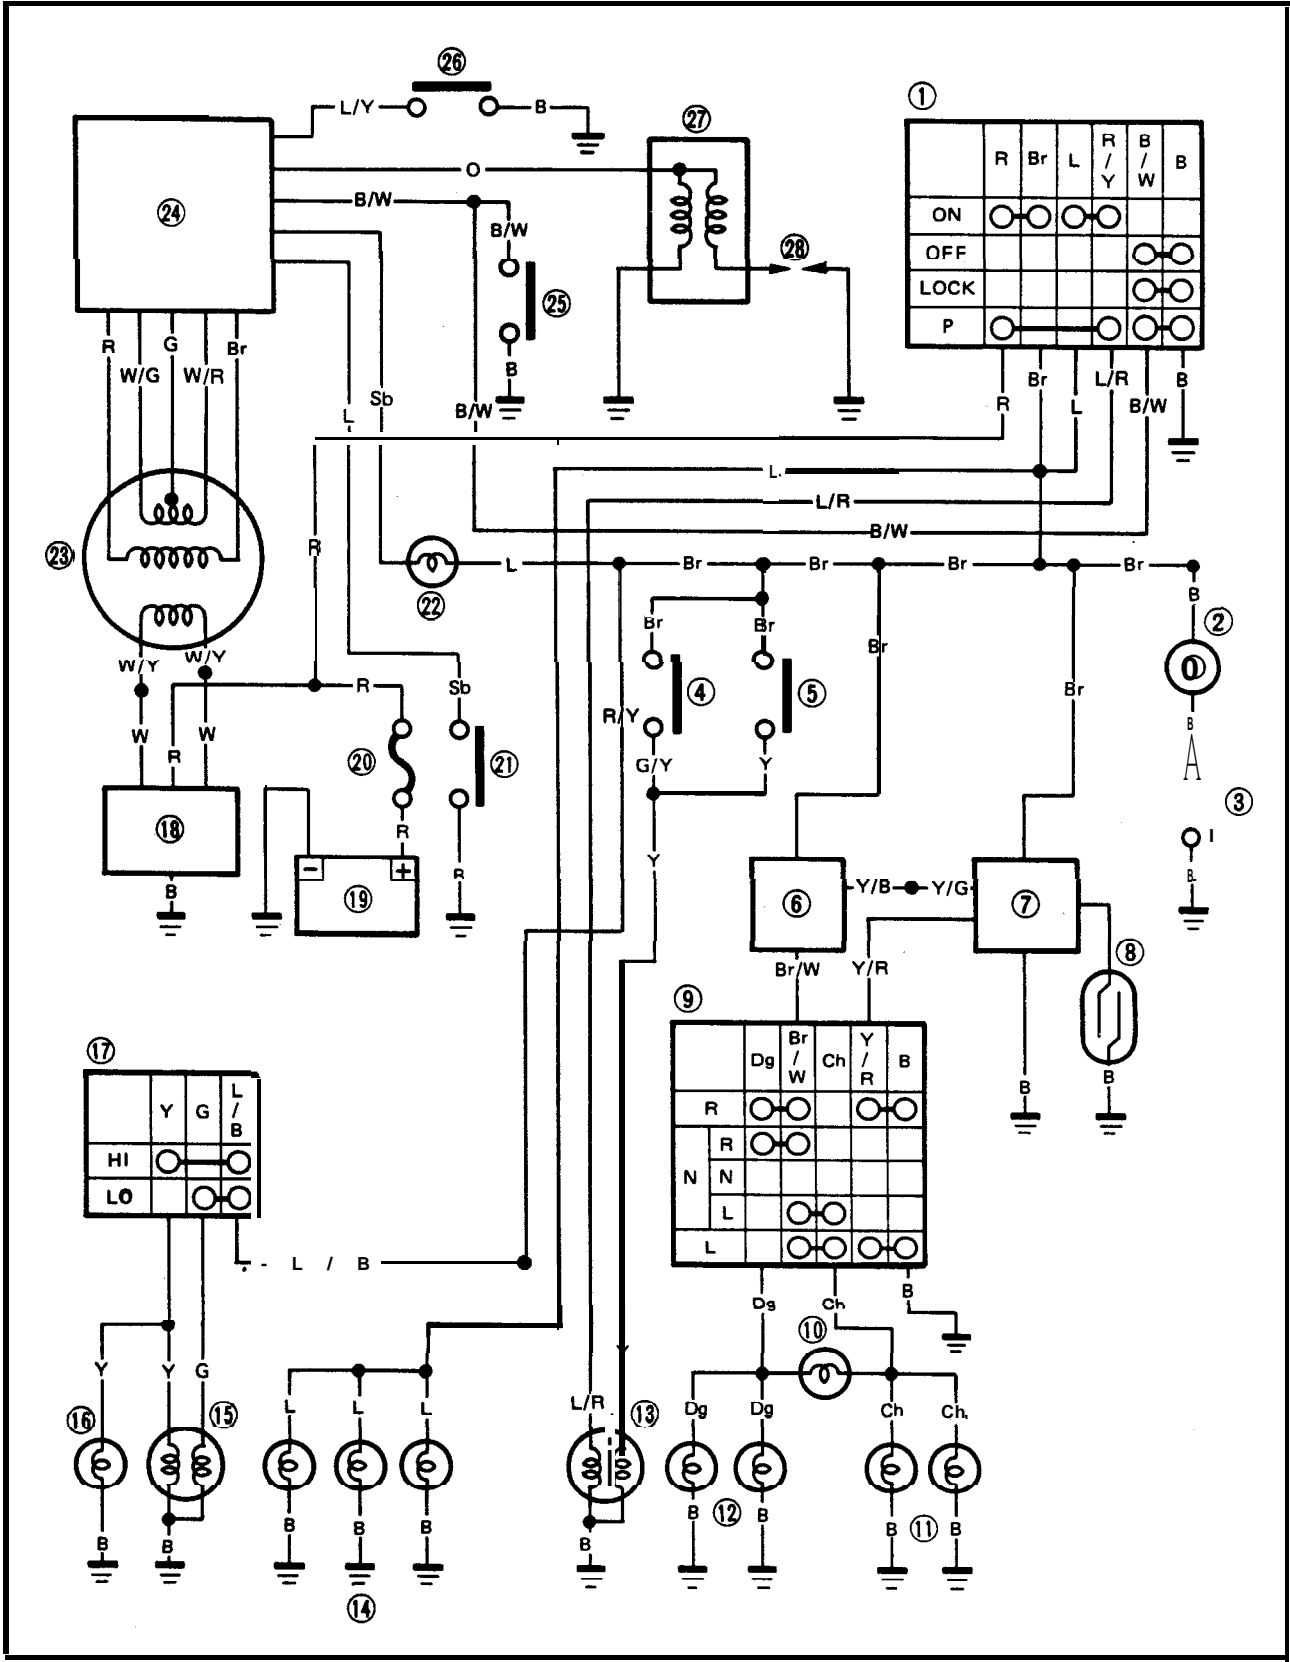 26
L/Y B
1
27
R Br L R/Y B/W B
O
24
B/W
ON
B/W
28
OFF
25
LOCK
P
R W/G G W/R Br
B
Br L/R B
Sb
R L B/W
L
B/W
L.
L/R
B/W
23
R
L Br Br Br Br
22
B
2
Br Br
Br
W/Y W/Y
R Sb
4 5
Br
R/Y
B
W R W
20 21
G/Y Y
3
18
R
I
Y
- +
19
B
B
6 Y/B Y/G 7
B
8
Br/W Y/R
9
17
Dg Br/W Ch Y/R B
Y G L/B
B B
R
HI
R
LO
N N
L
L
- L / B
Dg Ch B
10
Y
Y Y G
L L L
L/R
13
Dg Dg Ch Ch.
16 15
B B B
B B
12
11
B B
B B
B
14